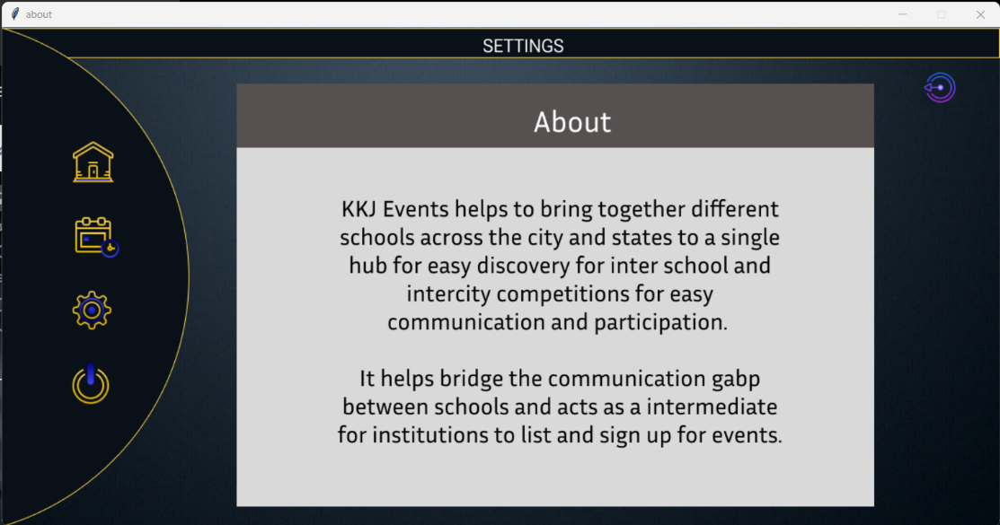 about
SETTINGS
About
KKJ Events helps to bring together different
schools across the city and states to a single
hub for easy discovery for inter school and
intercity competitions for easy
communication and participation.
It helps bridge the communication gabp
between schools and acts as a intermediate
for institutions to list and sign up for events.